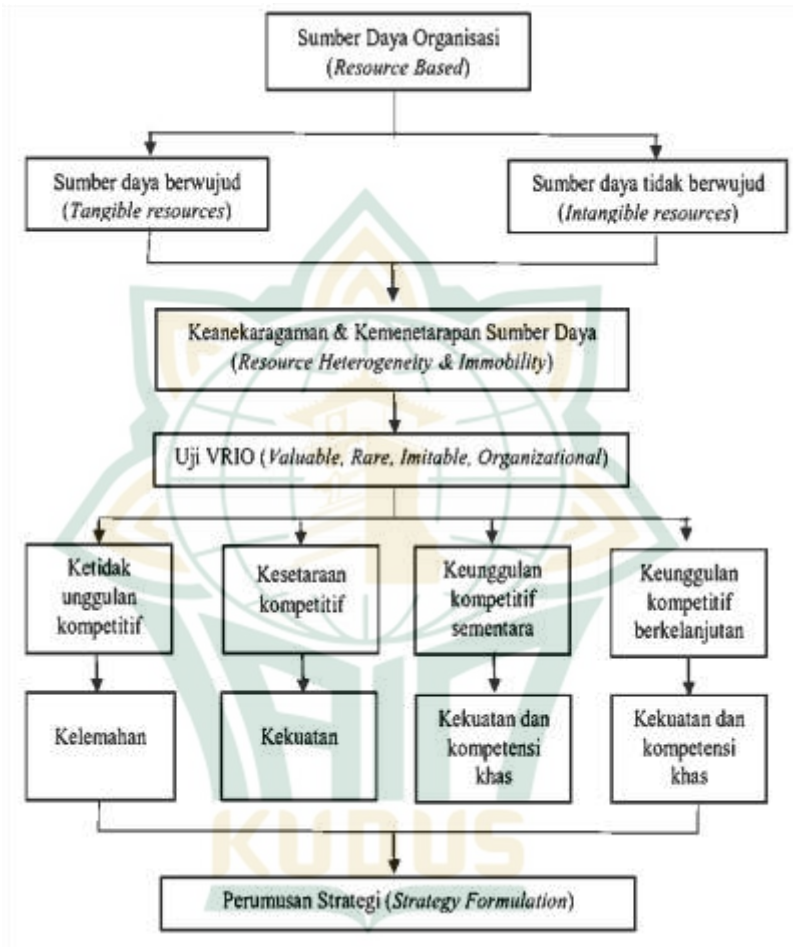 Sumber Daya Organisasi
(Resource Based)
Sumber daya berwujud
(Tangible resources)
Sumber daya tidak berwujud
(Intangible resources)
Keanekaragaman & Kemenetarapan Sumber Daya
(Resource Heterogeneity & Immobility)
Uji VRIO (Valuable, Rare, Imitable, Organizational)
Ketidak
unggulan
kompetitif
Kesetaraan
kompetitif
Keunggulan
kompetitif
sementara
Keunggulan
kompetitif
berkelanjutan
Kelemahan
Kekuatan
Kekuatan dan
kompetensi
khas
Kekuatan dan
kompetensi
khas
KUDUS
Perumusan Strategi (Strategy Formulation)